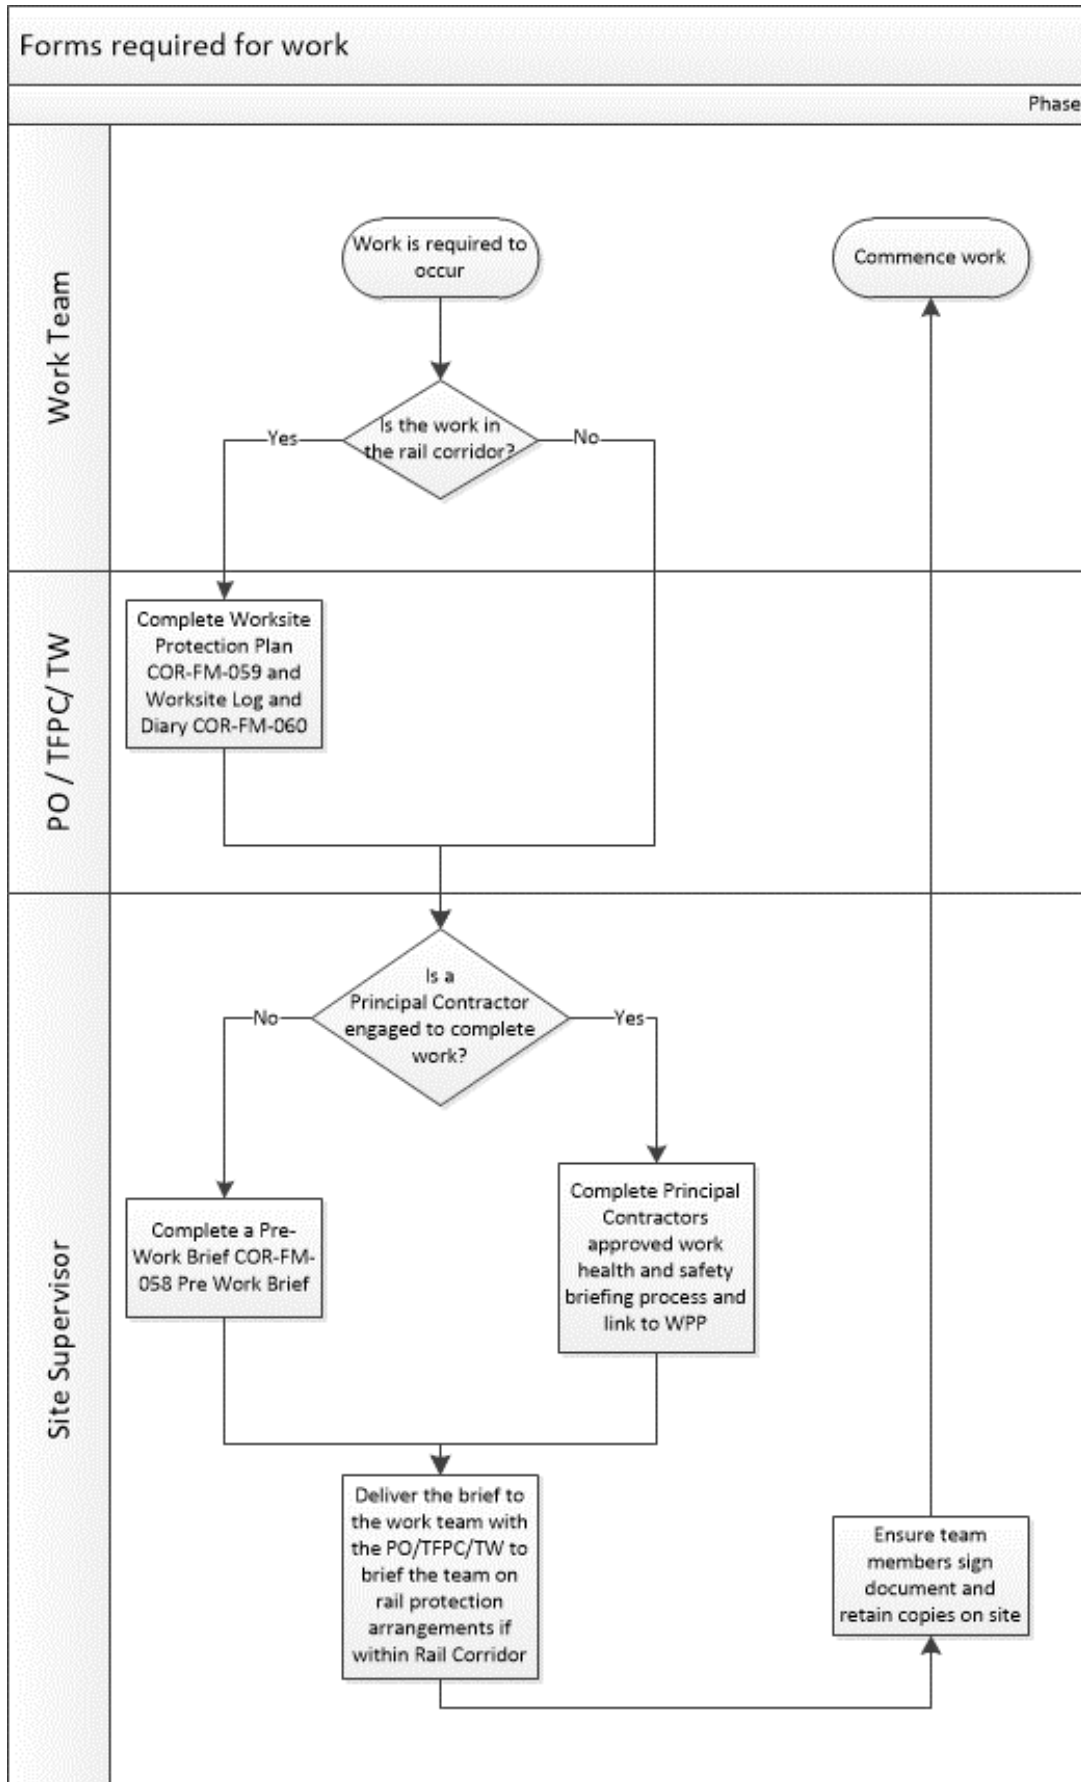 Forms required for work
Phase
Work Team
Work is required to
occur
Commence work
Is the work in
the rail corridor?
Yes
No
PO / TFPC/ TW
Complete Worksite
Protection Plan
COR-FM-059 and
Worksite Log and
Diary COR-FM-060
Site Supervisor
Is a
Principal Contractor
engaged to complete
work?
No
Yes
Complete a Pre-
Work Brief COR-FM-
058 Pre Work Brief
Complete Principal
Contractors
approved work
health and safety
briefing process and
link to WPP
Deliver the brief to
the work team with
the PO/TFPC/TW to
brief the team on
rail protection
arrangements if
within Rail Corridor
Ensure team
members sign
document and
retain copies on site